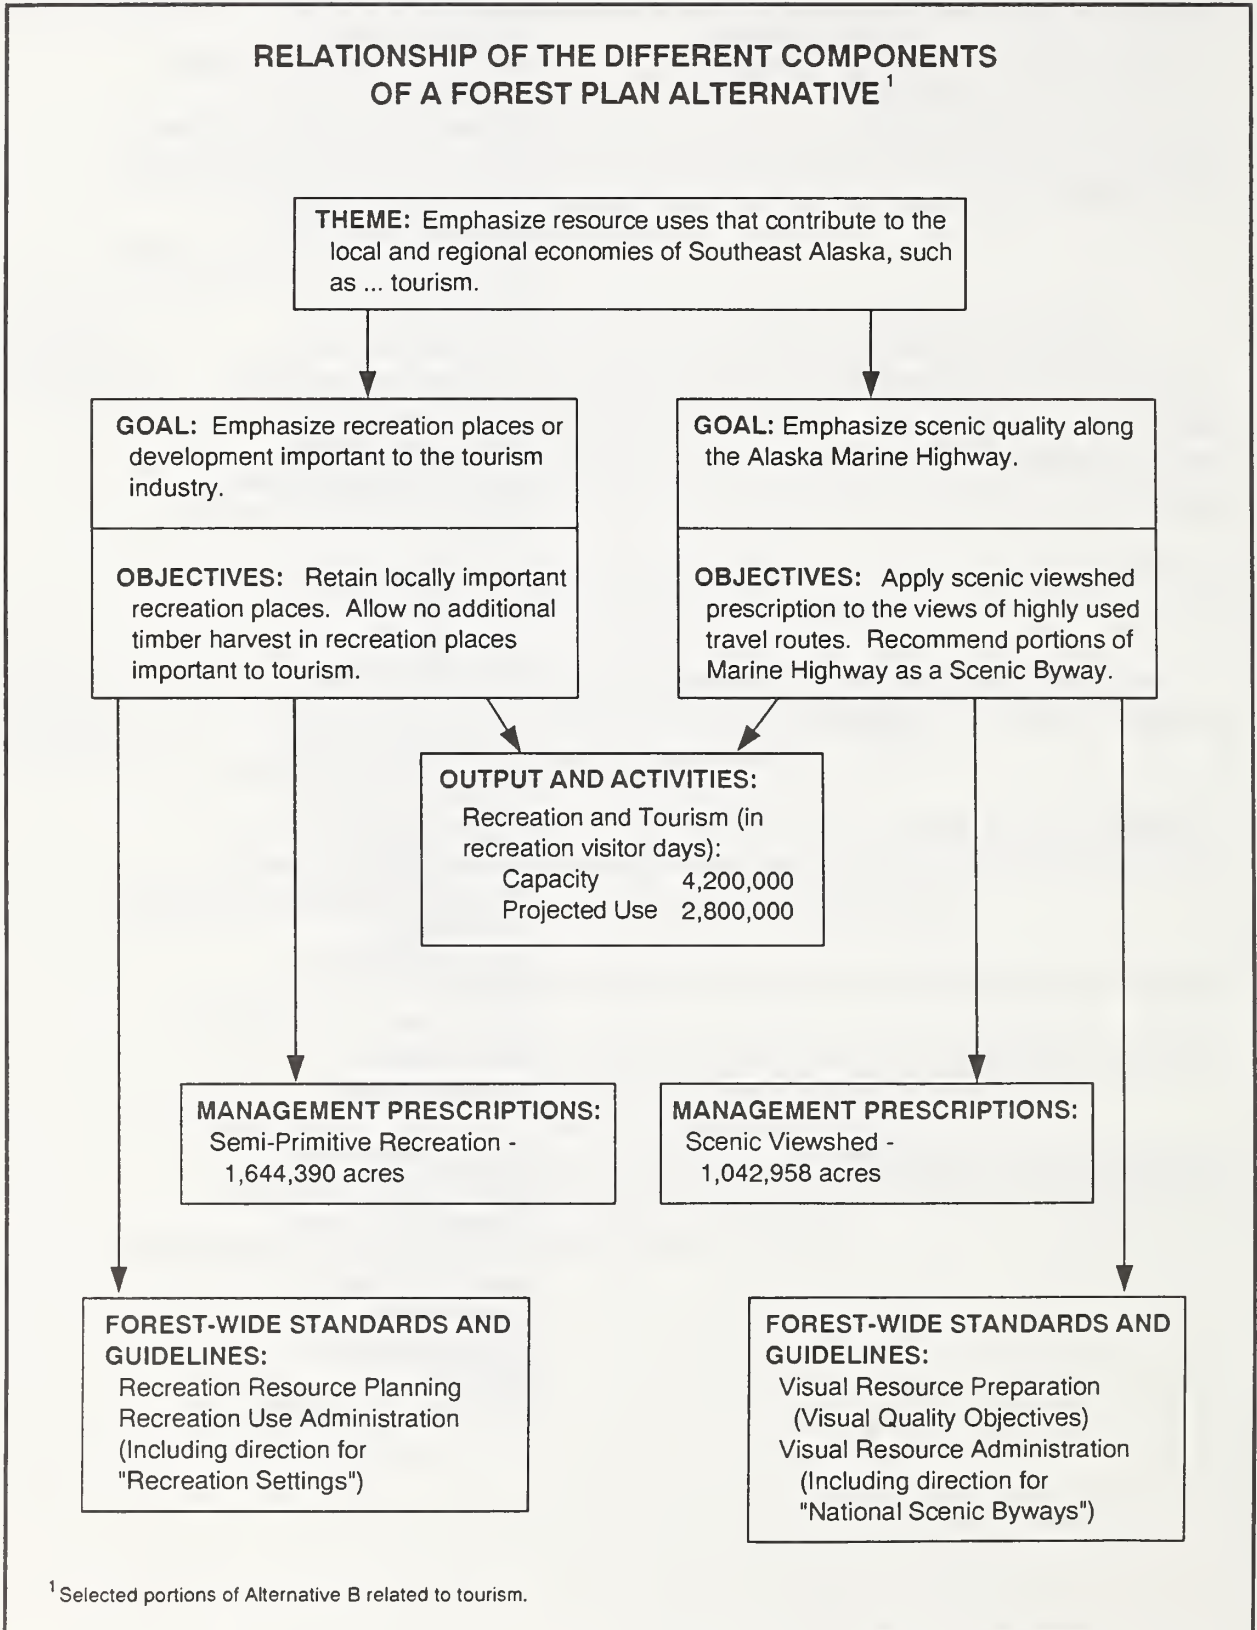 RELATIONSHIP OF THE DIFFERENT COMPONENTS
OF A FOREST PLAN ALTERNATIVE 1
THEME: Emphasize resource uses that contribute to the
local and regional economies of Southeast Alaska, such
as ... tourism.
GOAL: Emphasize recreation places or
development important to the tourism
industry.
OBJECTIVES: Retain locally important
recreation places. Allow no additional
timber harvest in recreation places
important to tourism.
GOAL: Emphasize scenic quality along
the Alaska Marine Highway.
OBJECTIVES: Apply scenic viewshed
prescription to the views of highly used
travel routes. Recommend portions of
Marine Highway as a Scenic Byway.
OUTPUT AND ACTIVITIES:
Recreation and Tourism (in
recreation visitor days):
Capacity 4,200,000
Projected Use 2,800,000
MANAGEMENT PRESCRIPTIONS:
Semi-Primitive Recreation -
1,644,390 acres
MANAGEMENT PRESCRIPTIONS:
Scenic Viewshed -
1,042,958 acres
FOREST-WIDE STANDARDS AND
GUIDELINES:
Recreation Resource Planning
Recreation Use Administration
(Including direction for
"Recreation Settings")
FOREST-WIDE STANDARDS AND
GUIDELINES:
Visual Resource Preparation
(Visual Quality Objectives)
Visual Resource Administration
(Including direction for
"National Scenic Byways")
1 Selected portions of Alternative B related to tourism.